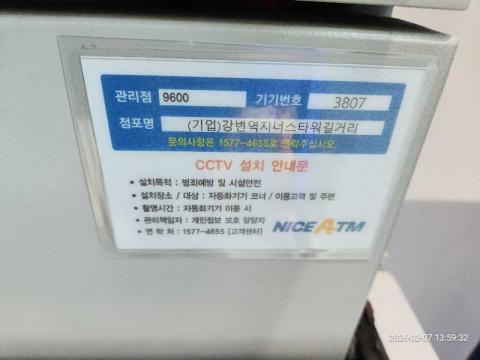 관리점 9600 기기번호 3807
점포명 (기업)강변역지너스타워길거리
문의사항은 1577-4655로 연락주십시오.
CCTV 설치 안내문
• 설치목적 : 범죄예방 및 시설안전
• 설치장소 / 대상 : 자동화기기 코너 / 이용고객 및 주변
• 촬영시간 : 자동화기기 이용 시
• 관리책임자 : 개인정보 보호 담당자
• 연 락 처 : 1577-4655 [고객센터]
NICE ATM
2026-02-07 13:59:32